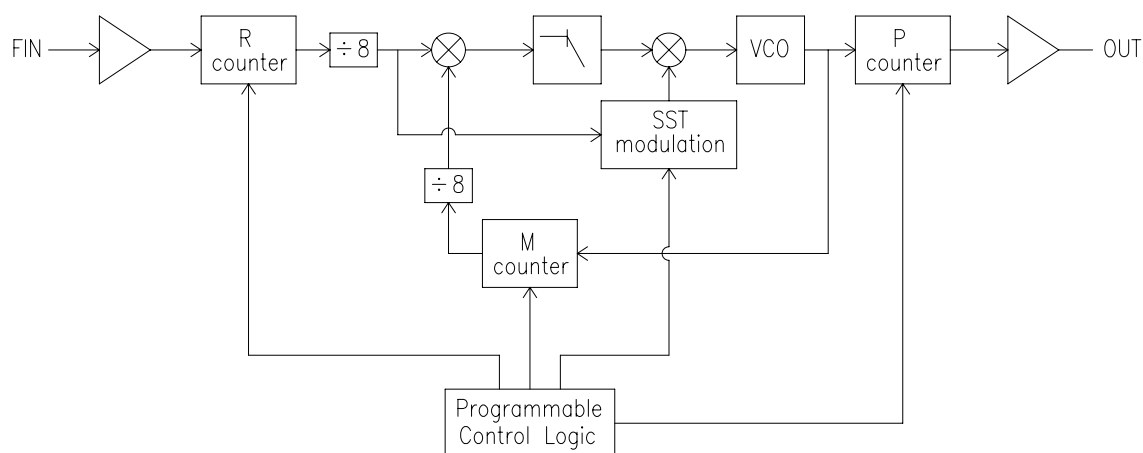 FIN
R
counter
÷8
VCO
P
counter
OUT
SST
modulation
÷8
M
counter
Programmable
Control Logic